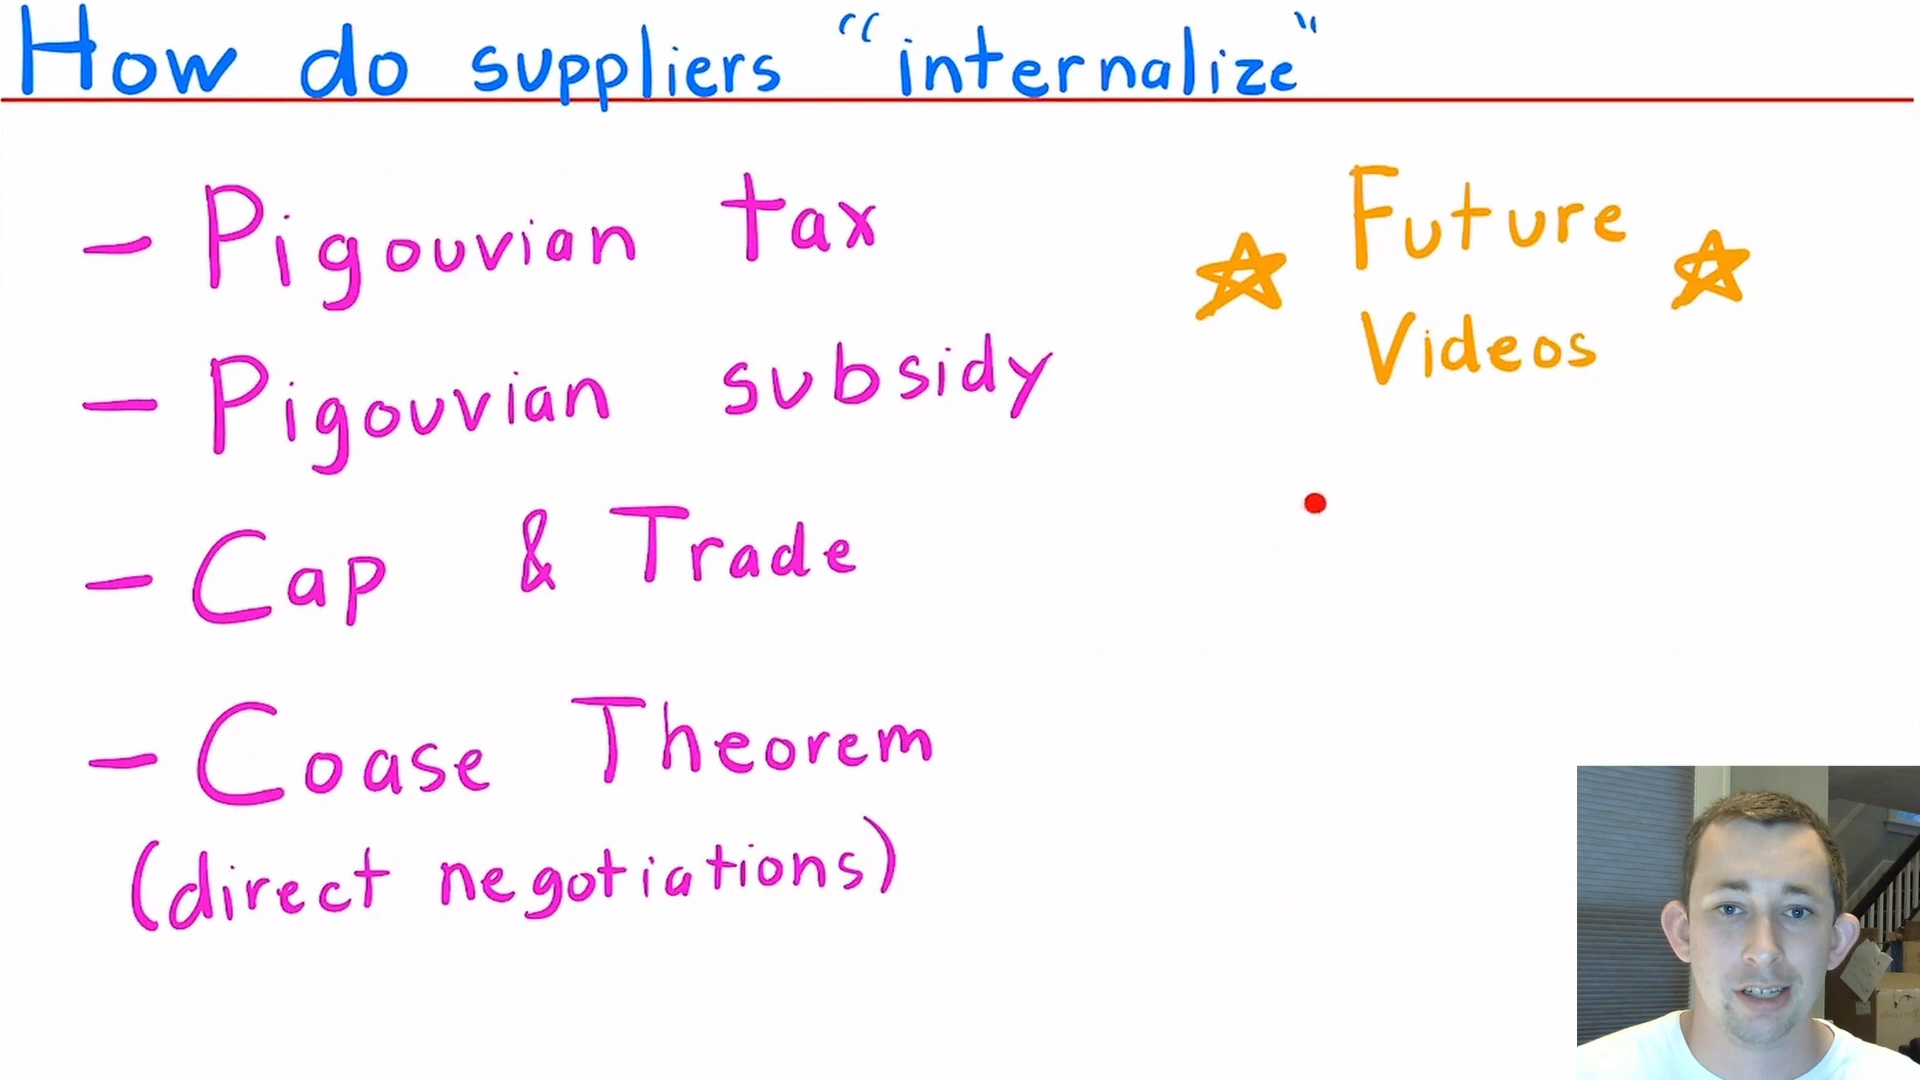 How do suppliers "internalize"
- Pigouvian tax
- Pigouvian subsidy
- Cap & Trade
- Coase Theorem
(direct negotiations)
Future
Videos